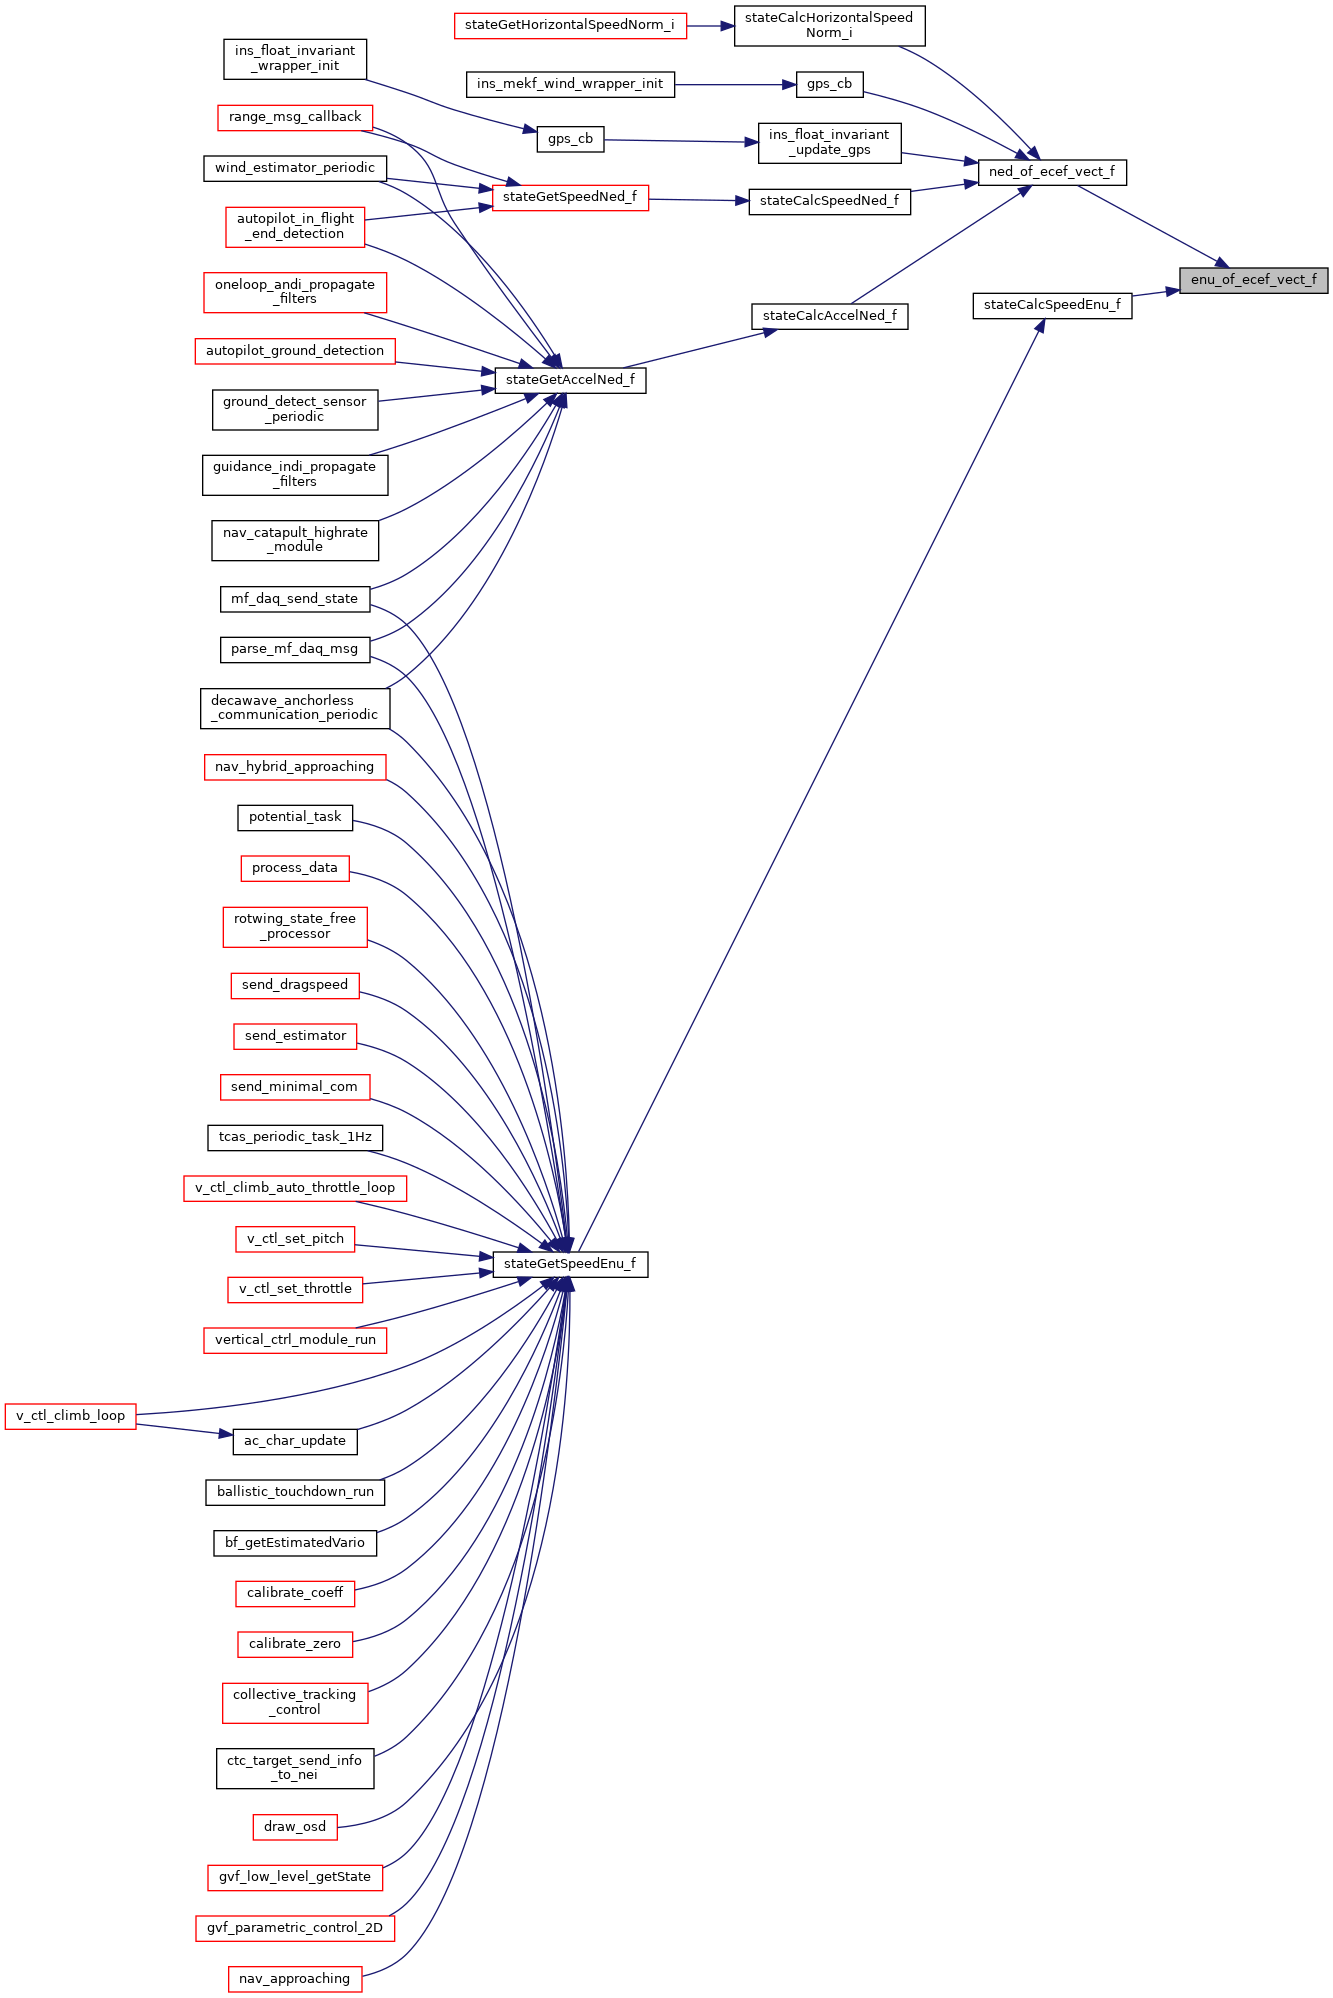 stateGetHorizontalSpeedNorm_i
stateCalcHorizontalSpeed
Norm_i
ins_float_invariant
_wrapper_init
ins_mekf_wind_wrapper_init
gps_cb
range_msg_callback
gps_cb
ins_float_invariant
_update_gps
wind_estimator_periodic
ned_of_ecef_vect_f
stateGetSpeedNed_f
stateCalcSpeedNed_f
autopilot_in_flight
_end_detection
enu_of_ecef_vect_f
oneloop_andi_propagate
_filters
stateCalcSpeedEnu_f
stateCalcAccelNed_f
autopilot_ground_detection
stateGetAccelNed_f
ground_detect_sensor
_periodic
guidance_indi_propagate
_filters
nav_catapult_highrate
_module
mf_daq_send_state
parse_mf_daq_msg
decawave_anchorless
_communication_periodic
nav_hybrid_approaching
potential_task
process_data
rotwing_state_free
_processor
send_dragspeed
send_estimator
send_minimal_com
tcas_periodic_task_1Hz
v_ctl_climb_auto_throttle_loop
v_ctl_set_pitch
stateGetSpeedEnu_f
v_ctl_set_throttle
vertical_ctrl_module_run
v_ctl_climb_loop
ac_char_update
ballistic_touchdown_run
bf_getEstimatedVario
calibrate_coeff
calibrate_zero
collective_tracking
_control
ctc_target_send_info
_to_nei
draw_osd
gvf_low_level_getState
gvf_parametric_control_2D
nav_approaching